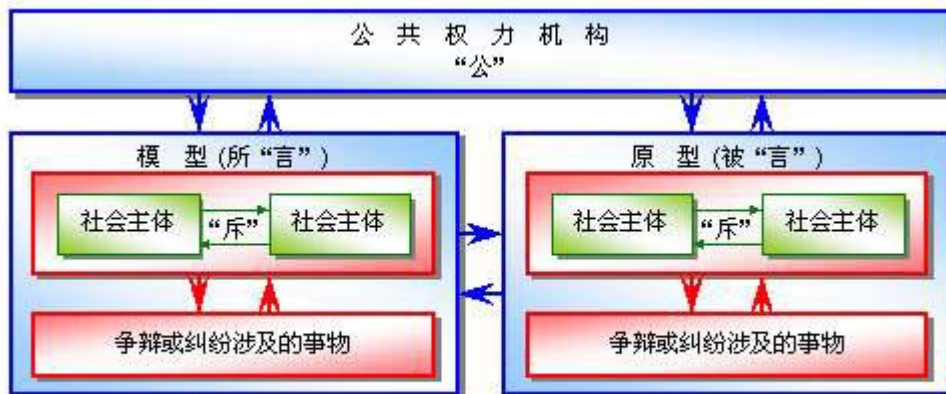 公 共 权 力 机 构
“公”
模 型 (所“言”)
社会主体 “斥” 社会主体
争辩或纠纷涉及的事物
原 型 (被“言”)
社会主体 “斥” 社会主体
争辩或纠纷涉及的事物